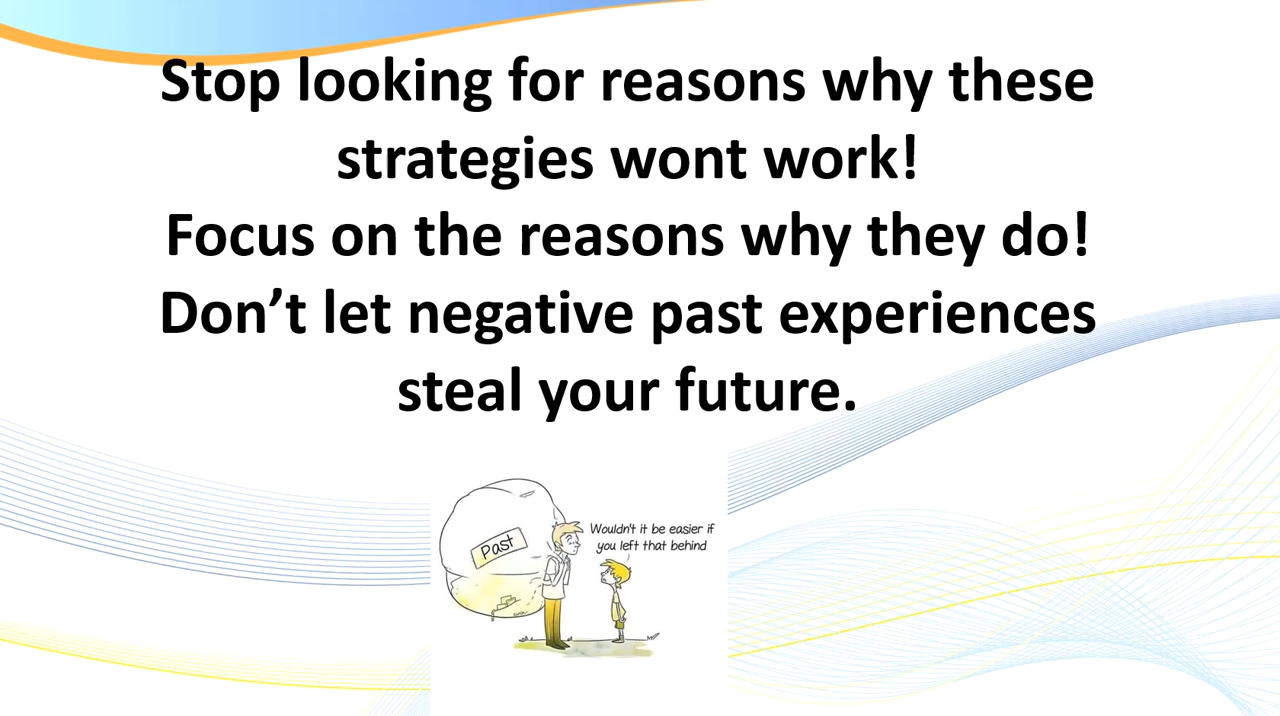 Stop looking for reasons why these
strategies wont work!
Focus on the reasons why they do!
Don’t let negative past experiences
steal your future.
Past
Wouldn't it be easier if
you left that behind